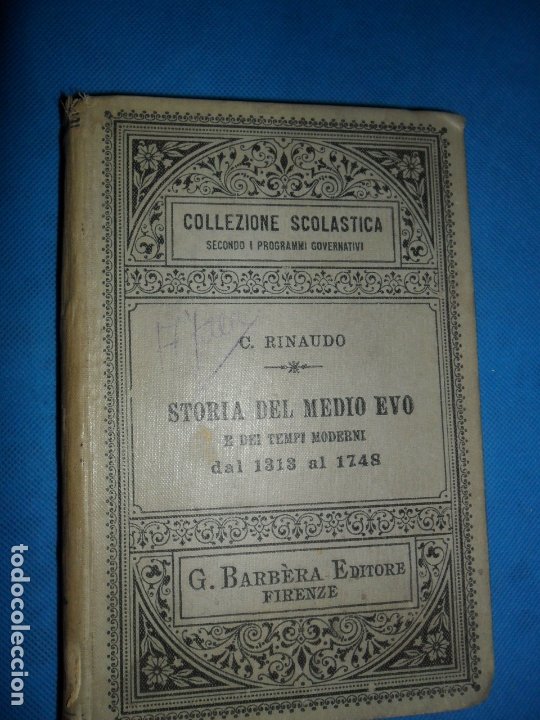 COLLEZIONE SCOLASTICA
SECONDO I PROGRAMMI GOVERNATIVI
C. RINAUDO
STORIA DEL MEDIO EVO
E DEI TEMPI MODERNI
dal 1313 al 1748
G. BARBÈRA EDITORE
FIRENZE
todocoleccion
todocoleccion